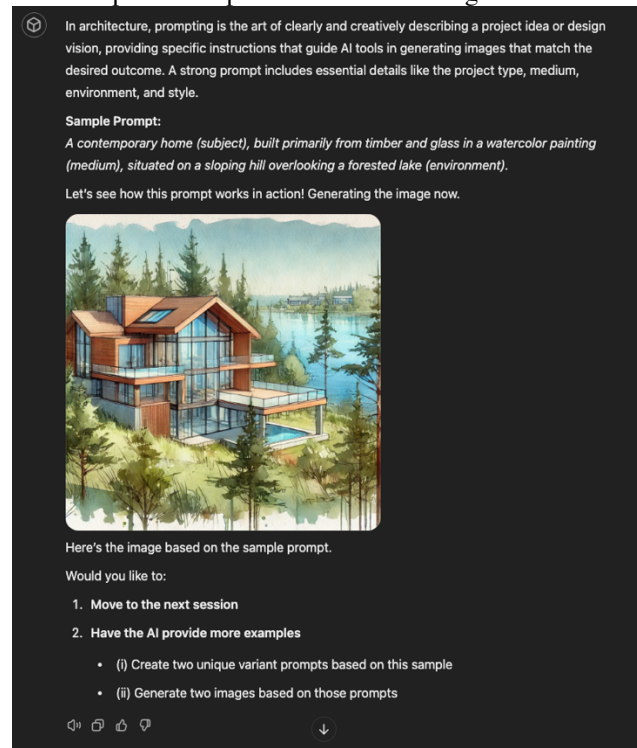 In architecture, prompting is the art of clearly and creatively describing a project idea or design
vision, providing specific instructions that guide AI tools in generating images that match the
desired outcome. A strong prompt includes essential details like the project type, medium,
environment, and style.
Sample Prompt:
A contemporary home (subject), built primarily from timber and glass in a watercolor painting
(medium), situated on a sloping hill overlooking a forested lake (environment).
Let's see how this prompt works in action! Generating the image now.
Here's the image based on the sample prompt.
Would you like to:
1. Move to the next session
2. Have the AI provide more examples
• (i) Create two unique variant prompts based on this sample
• (ii) Generate two images based on those prompts